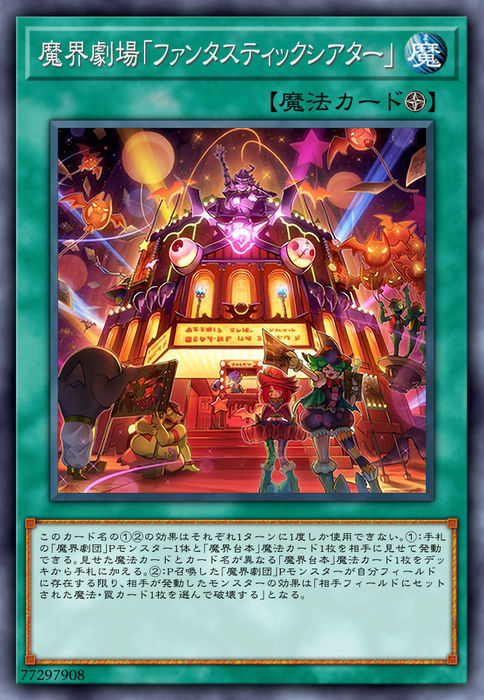 魔界劇場「ファンタスティックシアター」
魔
【魔法カード】
このカード名の①②の効果はそれぞれ1ターンに1度しか使用できない。①:手札
の「魔界劇団」Pモンスター1体と「魔界台本」魔法カード1枚を相手に見せて発動
できる。見せた魔法カードとカード名が異なる「魔界台本」魔法カード1枚をデッ
キから手札に加える。②:P召喚した「魔界劇団」Pモンスターが自分フィールド
に存在する限り、相手が発動したモンスターの効果は「相手フィールドにセット
された魔法・罠カード1枚を選んで破壊する」となる。
77297908